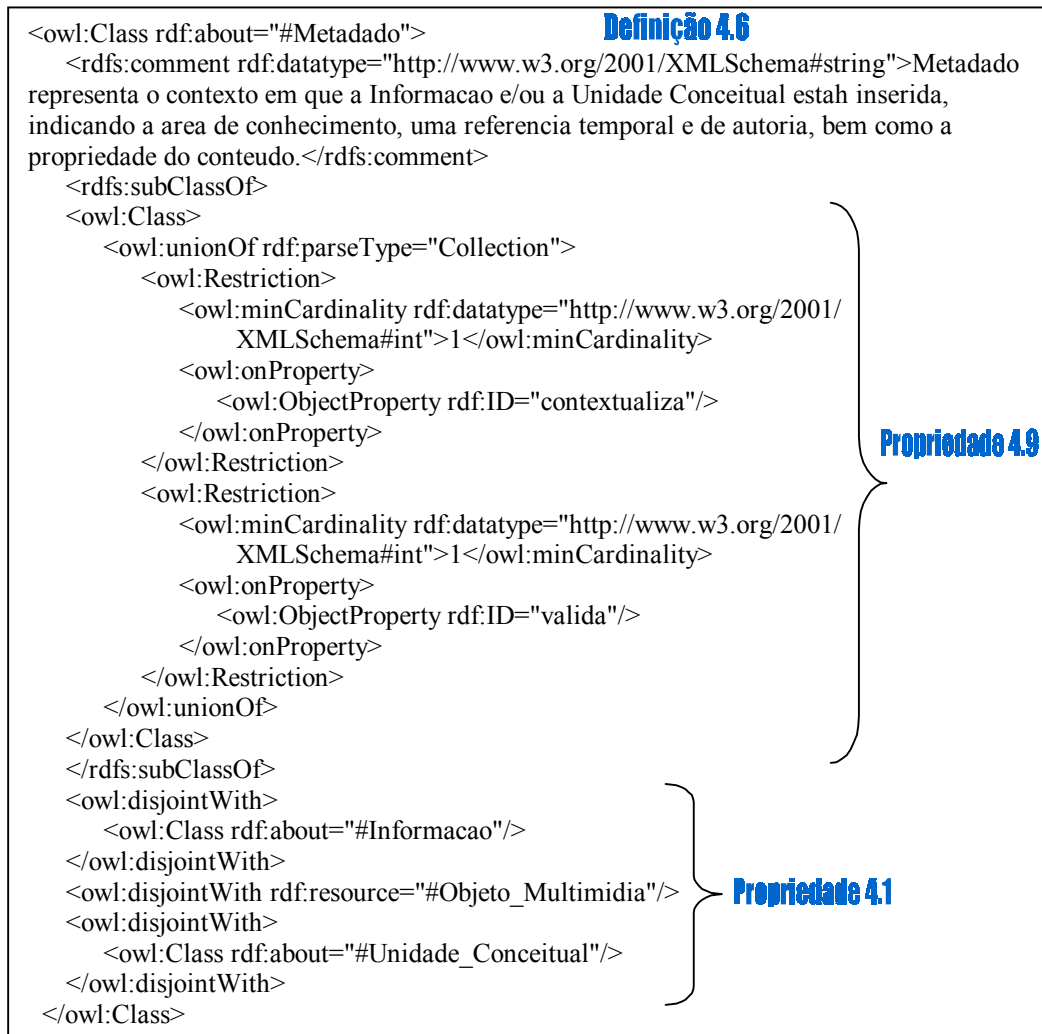 <owl:Class rdf:about="#Metadado"> Definição 4.6
<rdfs:comment rdf:datatype="http://www.w3.org/2001/XMLSchema#string">Metadado
representa o contexto em que a Informacao e/ou a Unidade Conceitual estah inserida,
indicando a area de conhecimento, uma referencia temporal e de autoria, bem como a
propriedade do conteudo.</rdfs:comment>
<rdfs:subClassOf>
<owl:Class>
<owl:unionOf rdf:parseType="Collection">
<owl:Restriction>
<owl:minCardinality rdf:datatype="http://www.w3.org/2001/
XMLSchema#int">1</owl:minCardinality>
<owl:onProperty>
<owl:ObjectProperty rdf:ID="contextualiza"/>
</owl:onProperty>
Propriedade 4.9
</owl:Restriction>
<owl:Restriction>
<owl:minCardinality rdf:datatype="http://www.w3.org/2001/
XMLSchema#int">1</owl:minCardinality>
<owl:onProperty>
<owl:ObjectProperty rdf:ID="valida"/>
</owl:onProperty>
</owl:Restriction>
</owl:unionOf>
</owl:Class>
</rdfs:subClassOf>
<owl:disjointWith>
<owl:Class rdf:about="#Informacao"/>
</owl:disjointWith>
<owl:disjointWith rdf:resource="#Objeto_Multimidia"/> Propriedade 4.1
<owl:disjointWith>
<owl:Class rdf:about="#Unidade_Conceitual"/>
</owl:disjointWith>
</owl:Class>